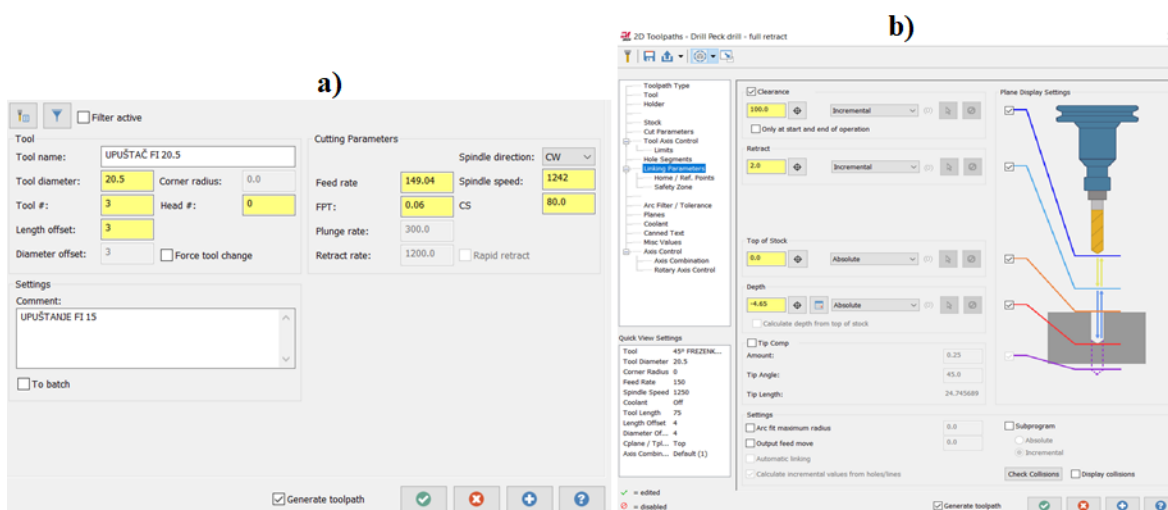 a)
Filter active
Tool
Tool name: UPUŠTAČ FI 20.5
Tool diameter: 20.5 Corner radius: 0.0
Tool #: 3 Head #: 0
Length offset: 3
Diameter offset: 3 Force tool change
Cutting Parameters
Spindle direction: CW
Feed rate 149.04 Spindle speed: 1242
FPT: 0.06 CS 80.0
Plunge rate: 300.0
Retract rate: 1200.0 Rapid retract
Settings
Comment:
UPUŠTANJE FI 15
To batch
Generate toolpath
b)
2D Toolpaths - Drill Peck drill - full retract
Toolpath Type
Tool
Holder
Stock
Cut Parameters
Tool Axis Control
Limits
Hole Segments
Linking Parameters
Home / Ref. Points
Safety Zone
Arc Filter / Tolerance
Planes
Coolant
Canned Text
Misc Values
Axis Control
Axis Combination
Rotary Axis Control
Quick View Settings
Tool 45º FREZENK...
Tool Diameter 20.5
Corner Radius 0
Feed Rate 150
Spindle Speed 1250
Coolant Off
Tool Length 75
Length Offset 4
Diameter Of... 4
Cplane / Tpl... Top
Axis Combin... Default (1)
= edited
= disabled
Clearance
100.0 Incremental (0)
Only at start and end of operation
Retract
2.0 Incremental (0)
Top of Stock
0.0 Absolute (0)
Depth
-4.65 Absolute (0)
Calculate depth from top of stock
Tip Comp
Amount: 0.25
Tip Angle: 45.0
Tip Length: 24.745689
Settings
Arc fit maximum radius 0.0
Output feed move 0.0
Automatic linking
Calculate incremental values from holes/lines
Plane Display Settings
Subprogram
Absolute
Incremental
Check Collisions Display collisions
Generate toolpath